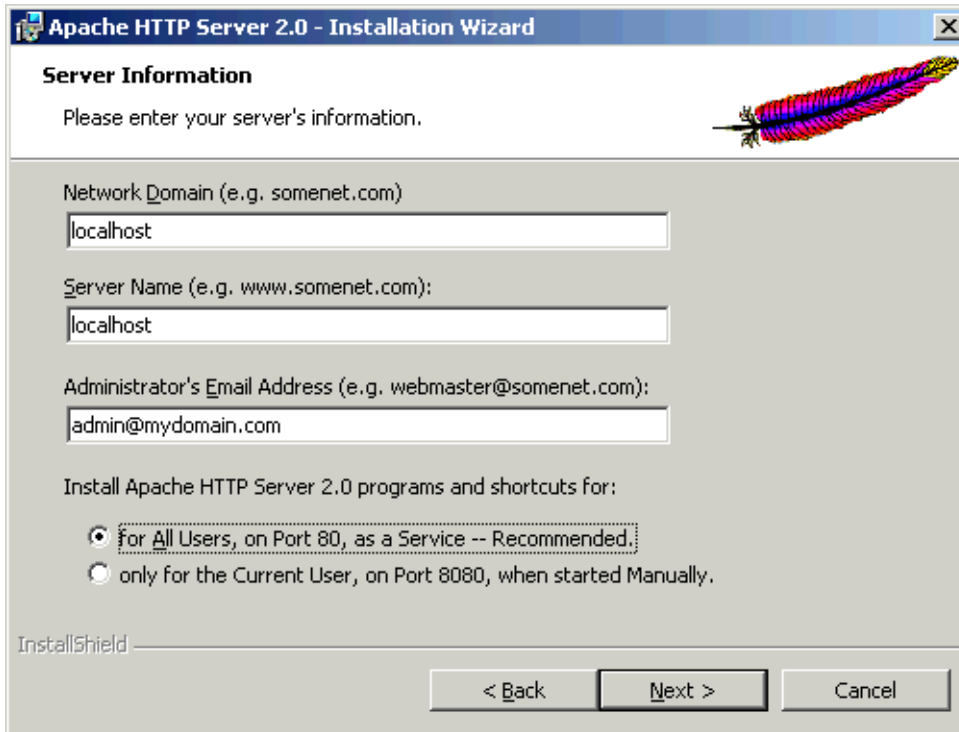 Apache HTTP Server 2.0 - Installation Wizard
Server Information
Please enter your server's information.
Network Domain (e.g. somenet.com)
localhost
Server Name (e.g. www.somenet.com):
localhost
Administrator's Email Address (e.g. webmaster@somenet.com):
admin@mydomain.com
Install Apache HTTP Server 2.0 programs and shortcuts for:
for All Users, on Port 80, as a Service -- Recommended.
only for the Current User, on Port 8080, when started Manually.
InstallShield
< Back Next > Cancel